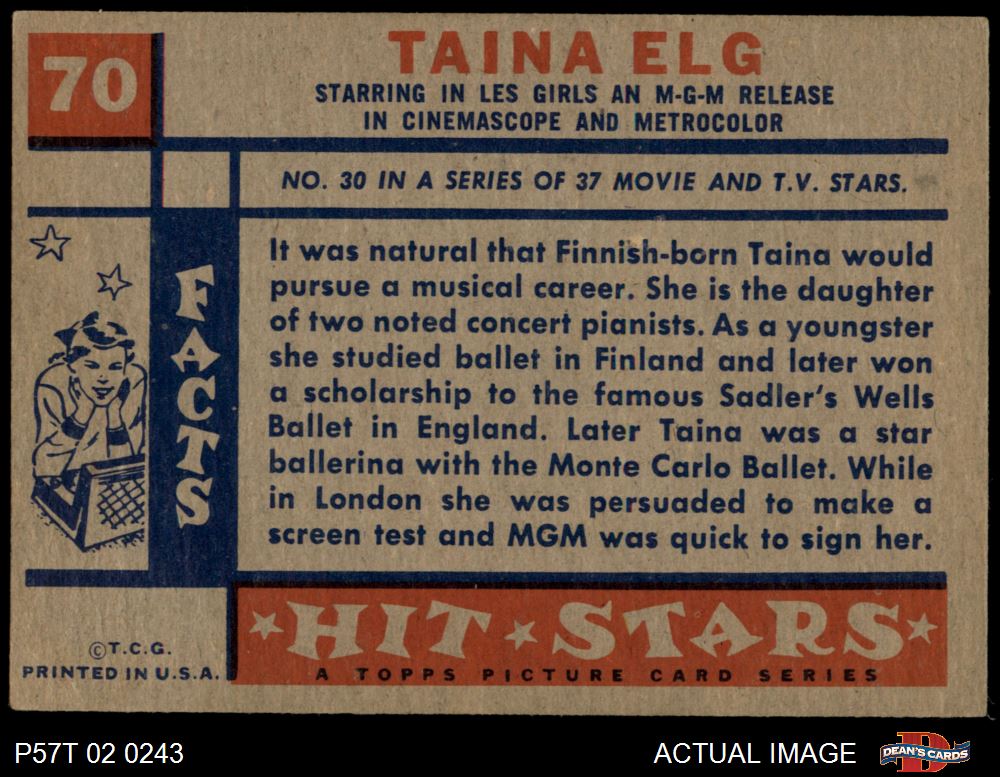 70
TAINA ELG
STARRING IN LES GIRLS AN M-G-M RELEASE
IN CINEMASCOPE AND METROCOLOR
NO. 30 IN A SERIES OF 37 MOVIE AND T.V. STARS.
FACTS
It was natural that Finnish-born Taina would
pursue a musical career. She is the daughter
of two noted concert pianists. As a youngster
she studied ballet in Finland and later won
a scholarship to the famous Sadler's Wells
Ballet in England. Later Taina was a star
ballerina with the Monte Carlo Ballet. While
in London she was persuaded to make a
screen test and MGM was quick to sign her.
HIT STARS
A TOPPS PICTURE CARD SERIES
©T.C.G.
PRINTED IN U.S.A.
P57T 02 0243
ACTUAL IMAGE
D
DEAN'S CARDS